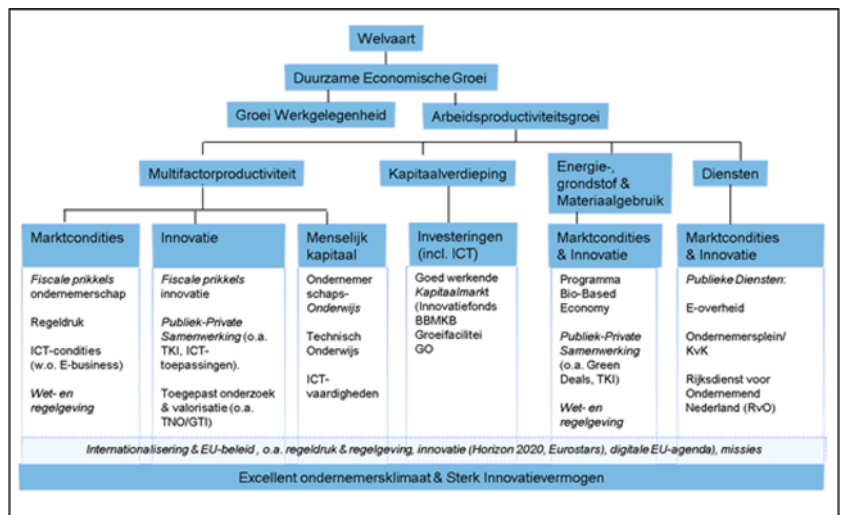 Welvaart
Duurzame Economische Groei
Groei Werkgelegenheid
Arbeidsproductiviteitsgroei
Multifactorproductiviteit
Kapitaalverdieping
Energie-,
grondstof &
Materiaalgebruik
Diensten
Marktcondities
Fiscale prikkels
ondernemerschap
Regeldruk
ICT-condities
(w.o. E-business)
Wet- en
regelgeving
Innovatie
Fiscale prikkels
innovatie
Publiek-Private
Samenwerking (o.a.
TKI, ICT-
toepassingen).
Toegepast onderzoek
& valorisatie (o.a.
TNO/GTI)
Menselijk
kapitaal
Ondernemer
schaps-
Onderwijs
Technisch
Onderwijs
ICT-
vaardigheden
Investeringen
(incl. ICT)
Goed werkende
Kapitaalmarkt
(Innovatiefonds
BBMKB
Groeifacilitei
GO
Marktcondities
& Innovatie
Programma
Bio-Based
Economy
Publiek-Private
Samenwerking
(o.a. Green
Deals, TKI)
Wet- en
regelgeving
Marktcondities
& Innovatie
Publieke Diensten:
E-overheid
Ondernemersplein/
KvK
Rijksdienst voor
Ondernemend
Nederland (RvO)
Internationalisering & EU-beleid , o.a. regeldruk & regelgeving, innovatie (Horizon 2020, Eurostars), digitale EU-agenda), missies
Excellent ondernemersklimaat & Sterk Innovatievermogen